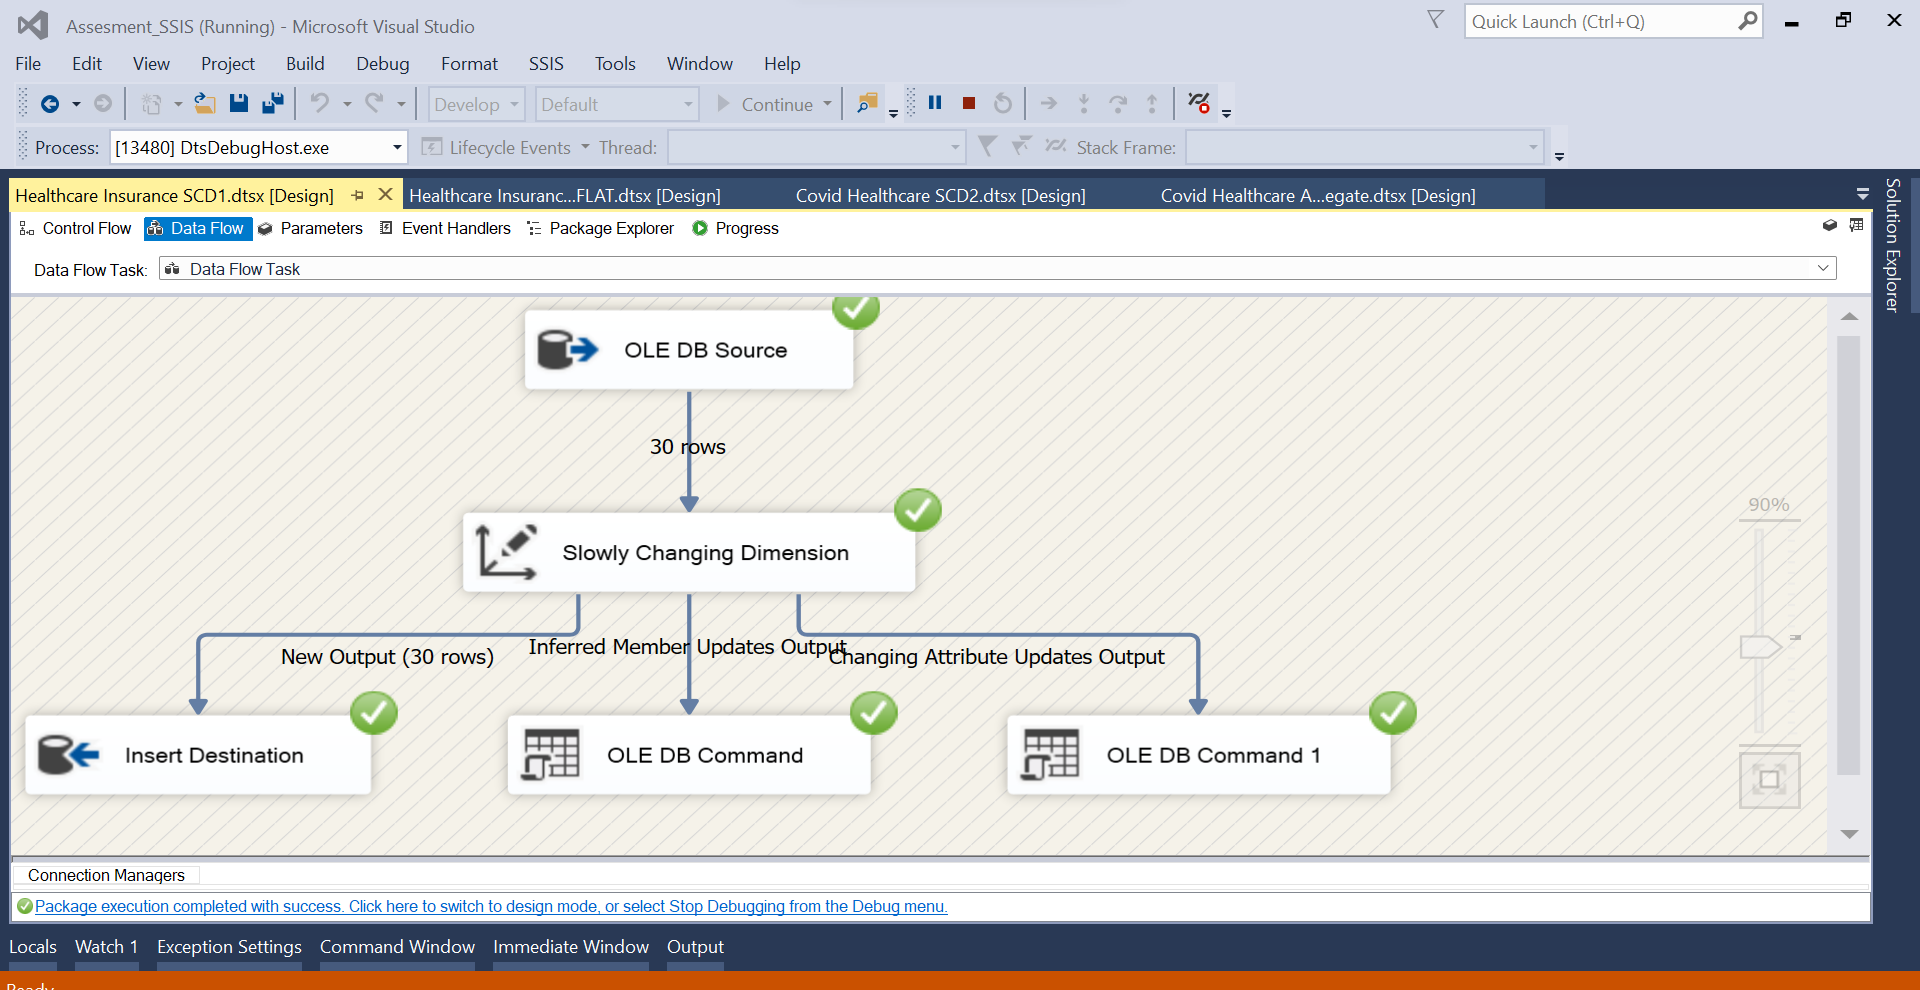 Assesment_SSIS (Running) - Microsoft Visual Studio
Quick Launch (Ctrl+Q)
File Edit View Project Build Debug Format SSIS Tools Window Help
Develop Default Continue
Process: [13480] DtsDebugHost.exe Lifecycle Events Thread: Stack Frame:
Healthcare Insurance SCD1.dtsx [Design] Healthcare Insuranc...FLAT.dtsx [Design] Covid Healthcare SCD2.dtsx [Design] Covid Healthcare A...egate.dtsx [Design]
Solution Explorer
Control Flow Data Flow Parameters Event Handlers Package Explorer Progress
Data Flow Task: Data Flow Task
OLE DB Source
30 rows
90%
Slowly Changing Dimension
New Output (30 rows) Inferred Member Updates Output Changing Attribute Updates Output
Insert Destination OLE DB Command OLE DB Command 1
Connection Managers
Package execution completed with success. Click here to switch to design mode, or select Stop Debugging from the Debug menu.
Locals Watch 1 Exception Settings Command Window Immediate Window Output
Ready